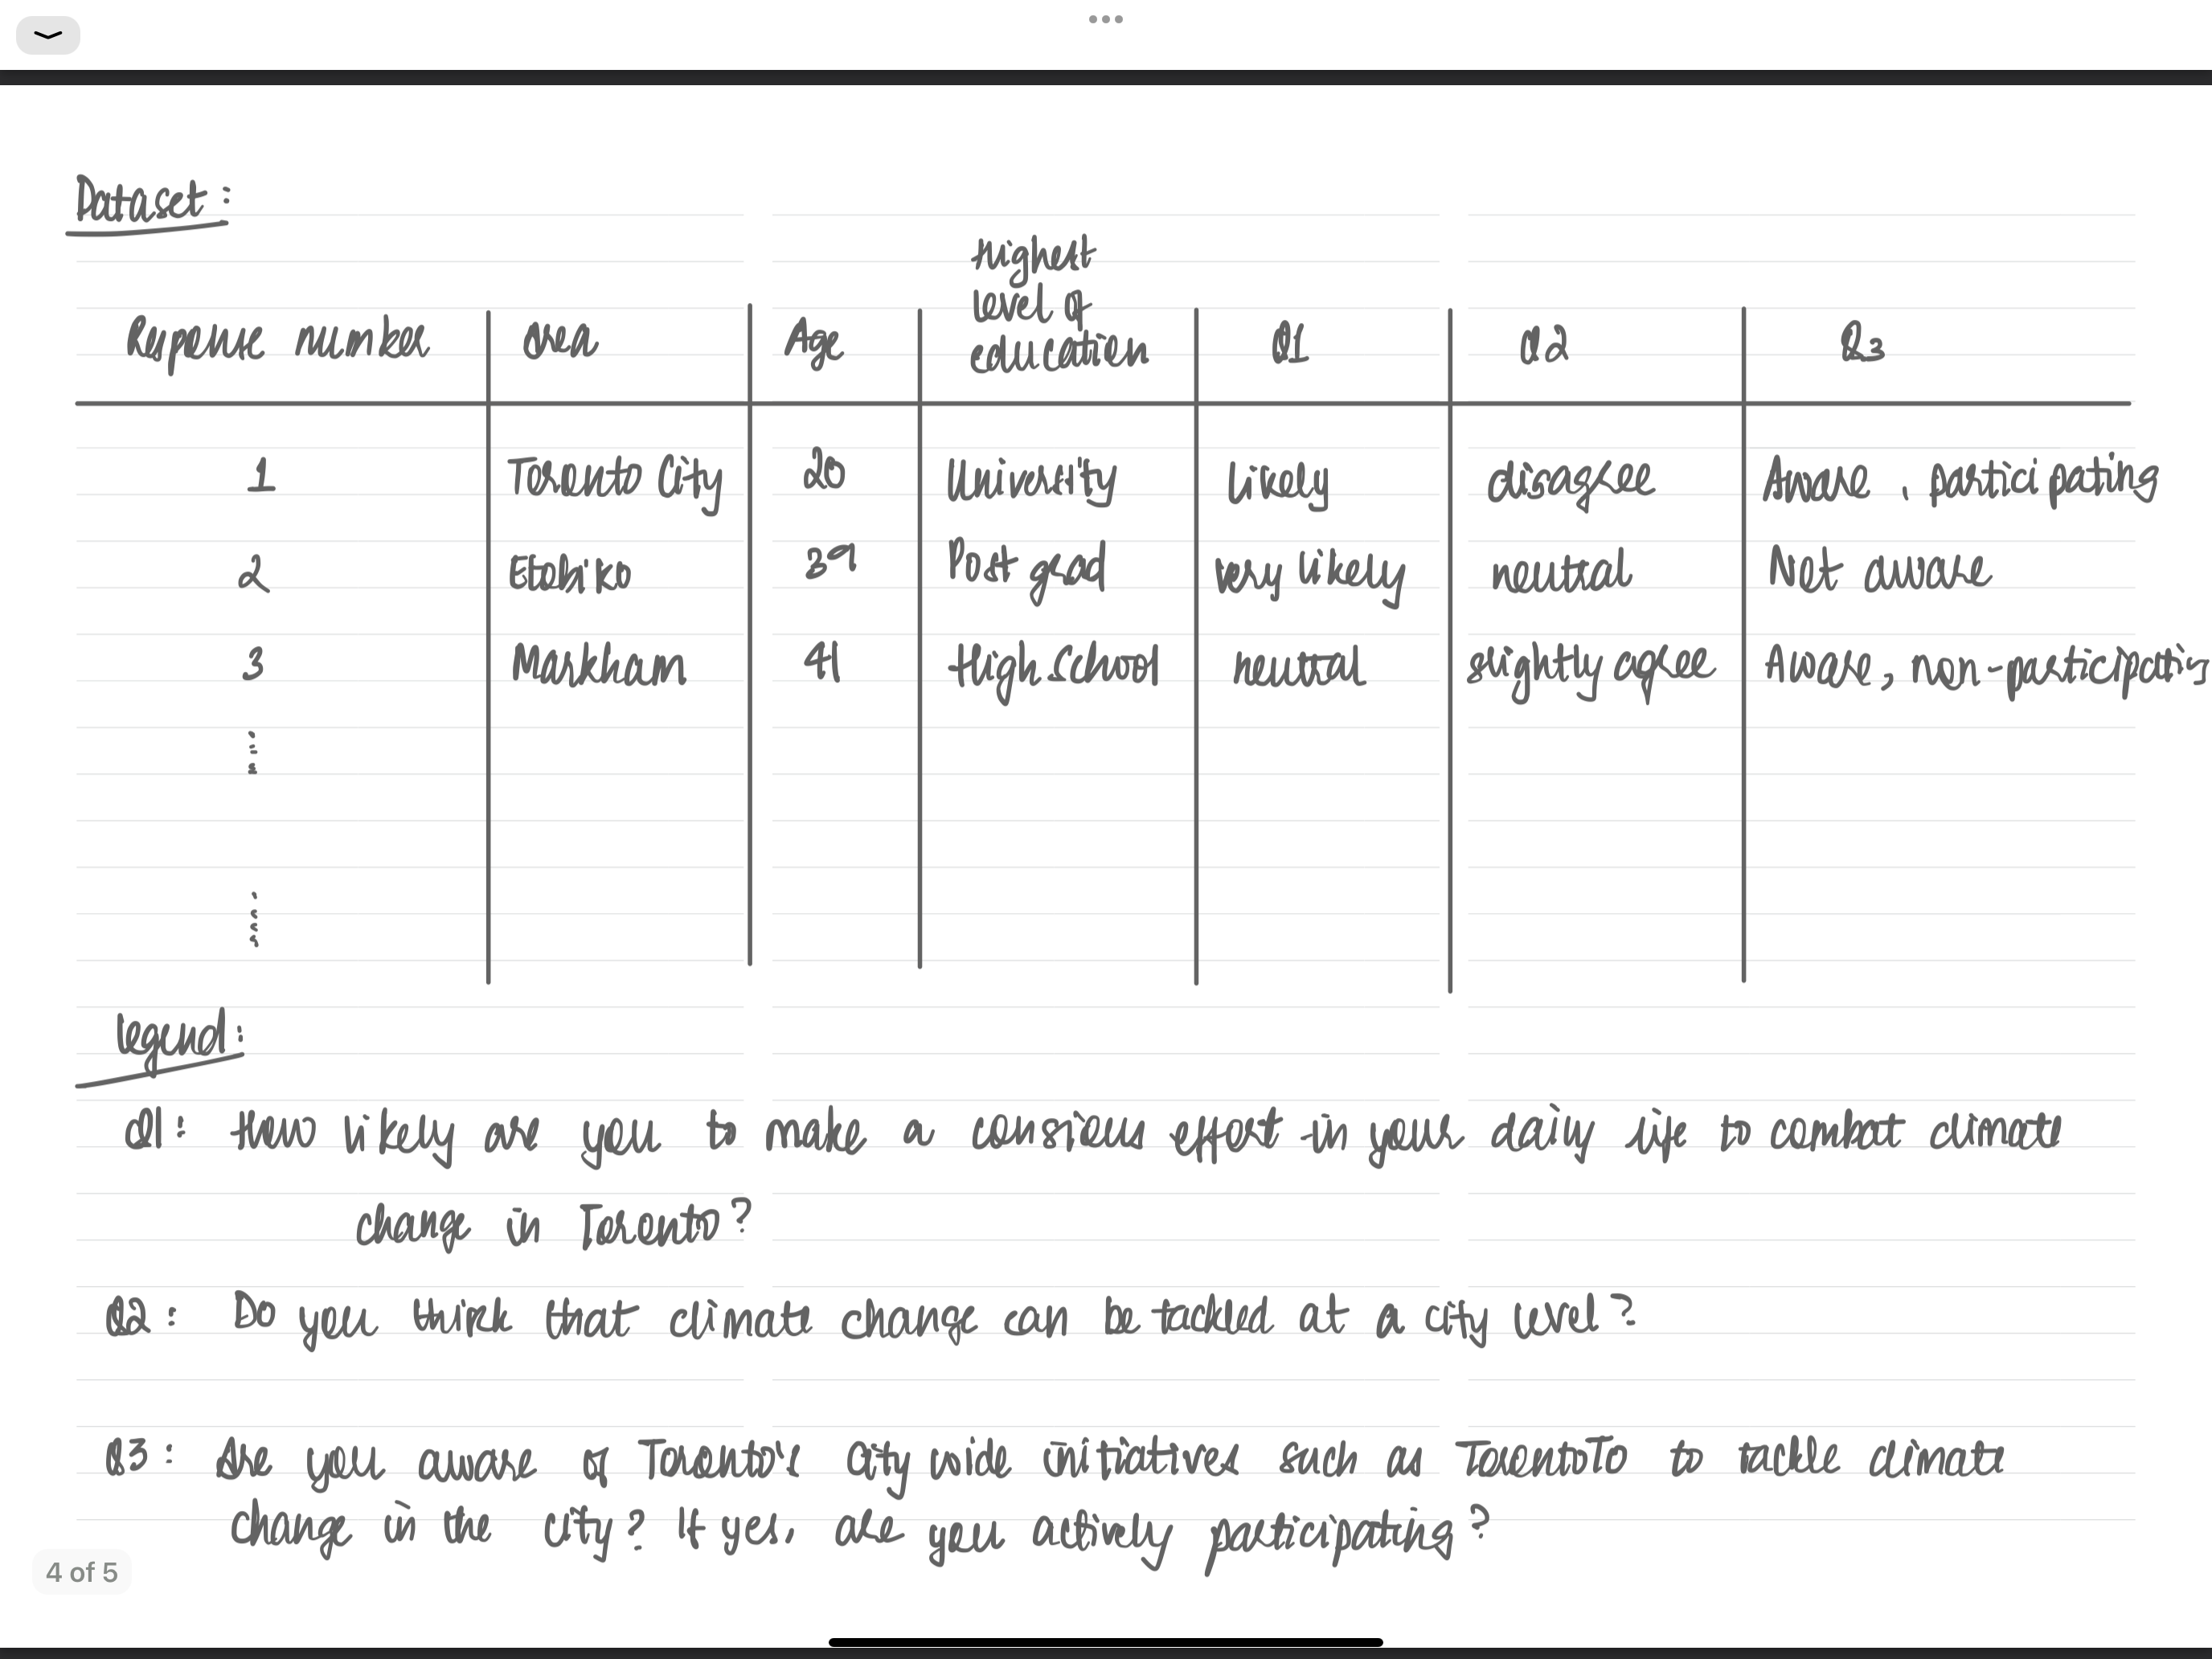 Dataset:
Highest
level of
Response number Area Age education Q1 Q2 Q3
1 Toronto City 20 University likely disagree Aware, participating
2 Etobiko 39 Post grad Very likely neutral Not aware
3 Markham 41 High School neutral slightly agree Aware, non-participating
Legend:
Q1: How likely are you to make a conscious effort in your daily life to combat climate
change in Toronto?
Q2: Do you think that climate change can be tackled at a city level?
Q3: Are you aware of Toronto's city wide initiatives such as TorontoTO to tackle climate
change in the city? If yes, are you actively participating?
4 of 5